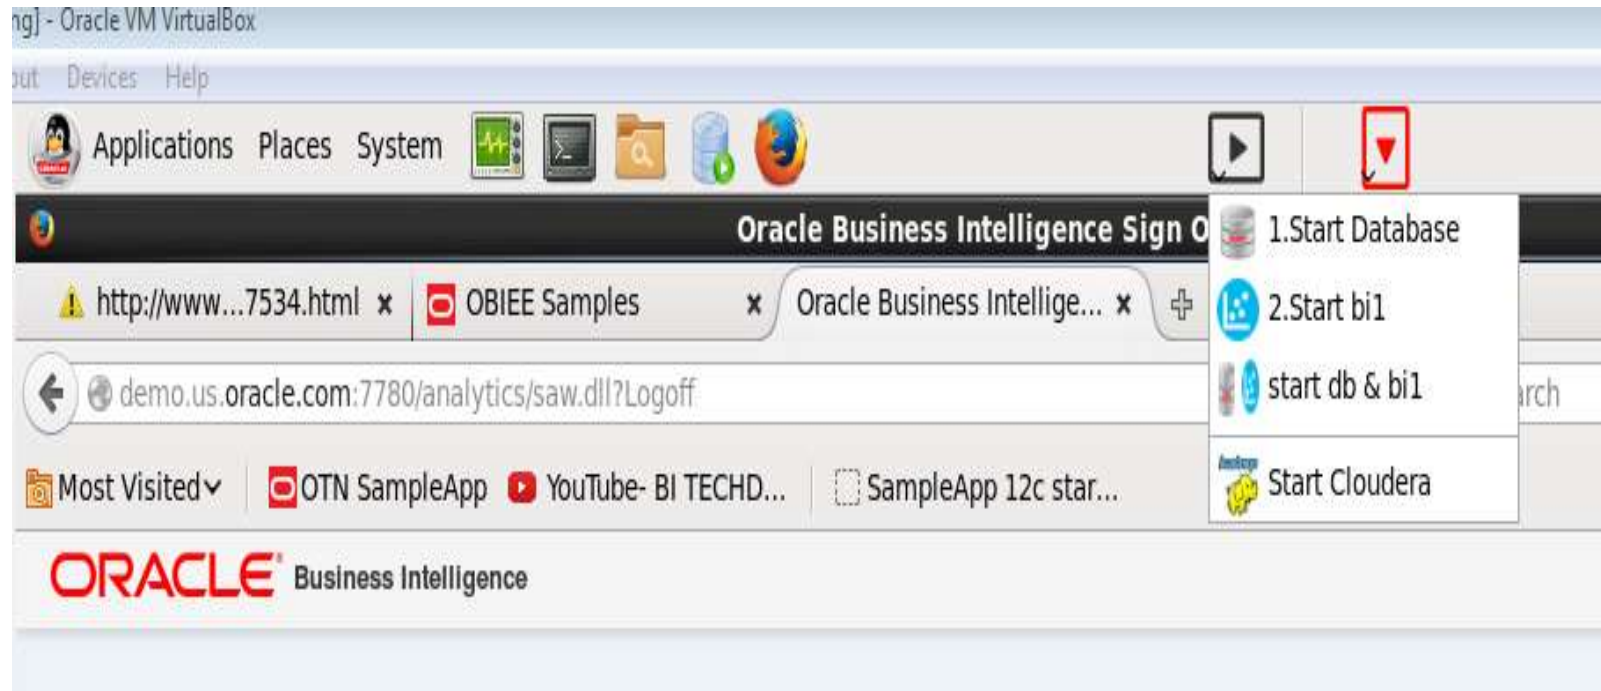 ng] - Oracle VM VirtualBox
out Devices Help
Applications Places System
Oracle Business Intelligence Sign O
1.Start Database
http://www...7534.html OBIEE Samples Oracle Business Intellige...
2.Start bi1
demo.us.oracle.com:7780/analytics/saw.dll?Logoff
start db & bi1
arch
Most Visited OTN SampleApp YouTube- BI TECHD... SampleApp 12c star...
Start Cloudera
ORACLE Business Intelligence